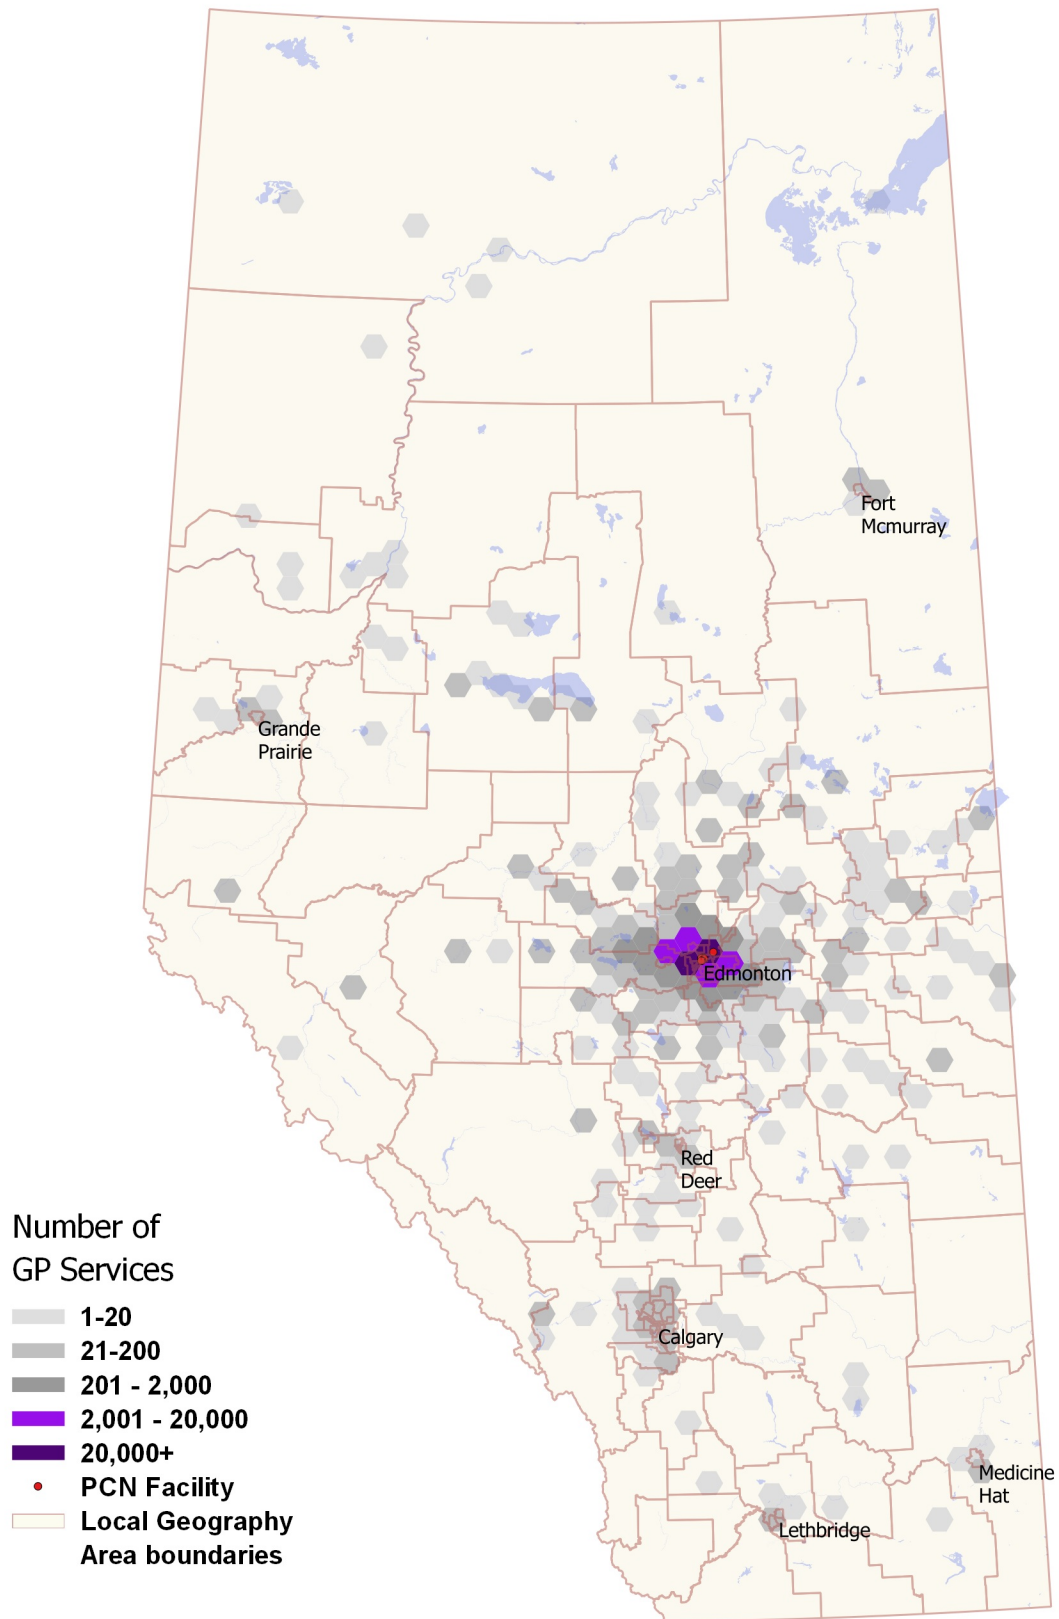 Fort
Mcmurray
Grande
Prairie
Edmonton
Red
Deer
Calgary
Medicine
Hat
Lethbridge
Number of
GP Services
1-20
21-200
201 - 2,000
2,001 - 20,000
20,000+
PCN Facility
Local Geography
Area boundaries